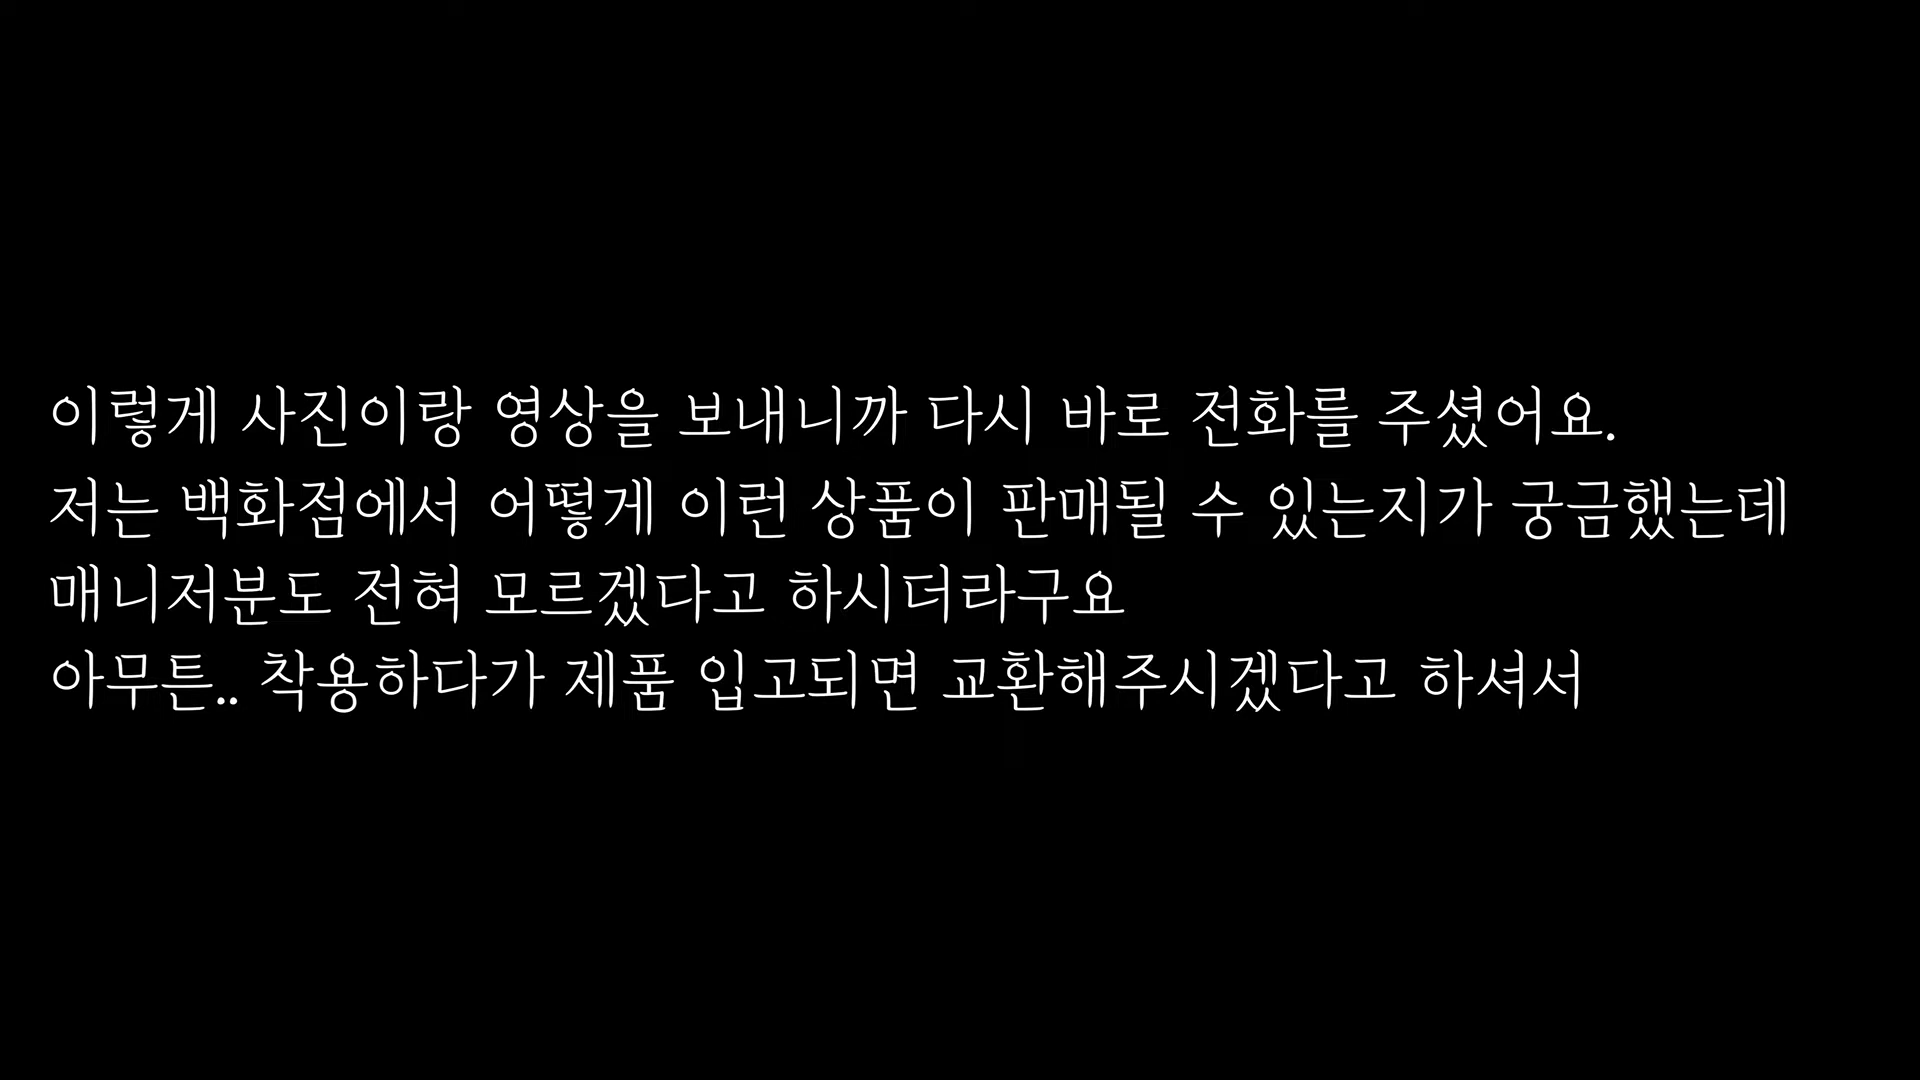 이렇게 사진이랑 영상을 보내니까 다시 바로 전화를 주셨어요.
저는 백화점에서 어떻게 이런 상품이 판매될 수 있는지가 궁금했는데
매니저분도 전혀 모르겠다고 하시더라구요
아무튼.. 착용하다가 제품 입고되면 교환해주시겠다고 하셔서